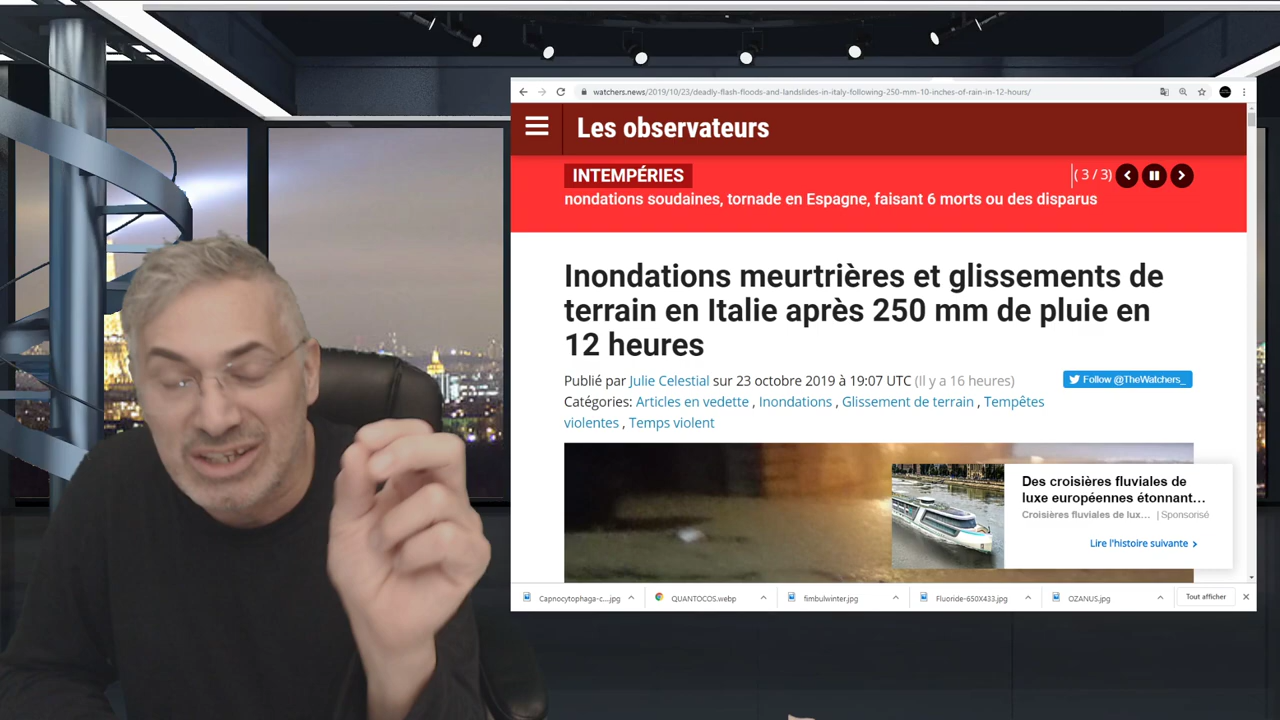 watchers.news/2019/10/23/deadly-flash-floods-and-landslides-in-italy-following-250-mm-10-inches-of-rain-in-12-hours/
Les observateurs
INTEMPÉRIES
( 3 / 3)
nondations soudaines, tornade en Espagne, faisant 6 morts ou des disparus
Inondations meurtrières et glissements de
terrain en Italie après 250 mm de pluie en
12 heures
Publié par Julie Celestial sur 23 octobre 2019 à 19:07 UTC (Il y a 16 heures)
Follow @TheWatchers_
Catégories: Articles en vedette , Inondations , Glissement de terrain , Tempêtes
violentes , Temps violent
Des croisières fluviales de
luxe européennes étonnant…
Croisières fluviales de lux… | Sponsorisé
Lire l'histoire suivante >
Capnocytophaga-c....jpg
QUANTOCOS.webp
fimbulwinter.jpg
Fluoride-650X433.jpg
OZANUS.jpg
Tout afficher